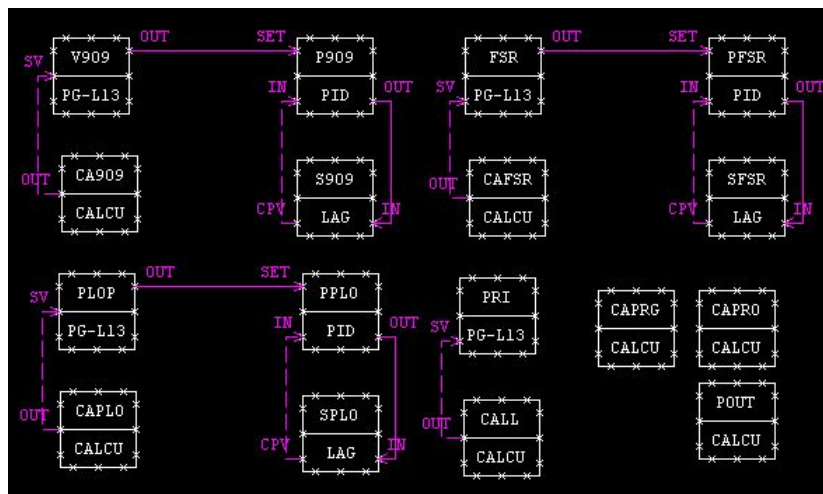 OUT SET OUT SET
V909 P909 FSR PFSR
SV IN OUT SV IN OUT
PG-L13 PID PG-L13 PID
CA909 S909 CAFSR SFSR
OUT OUT
CALCU CPV LAG IN CALCU CPV LAG IN
OUT SET
PLOP PPLO PRI
SV IN OUT SV CAPRG CAPRO
PG-L13 PID PG-L13 CALCU CALCU
CAPLO SPLO CALL POUT
OUT OUT
CALCU CPV LAG IN CALCU CALCU